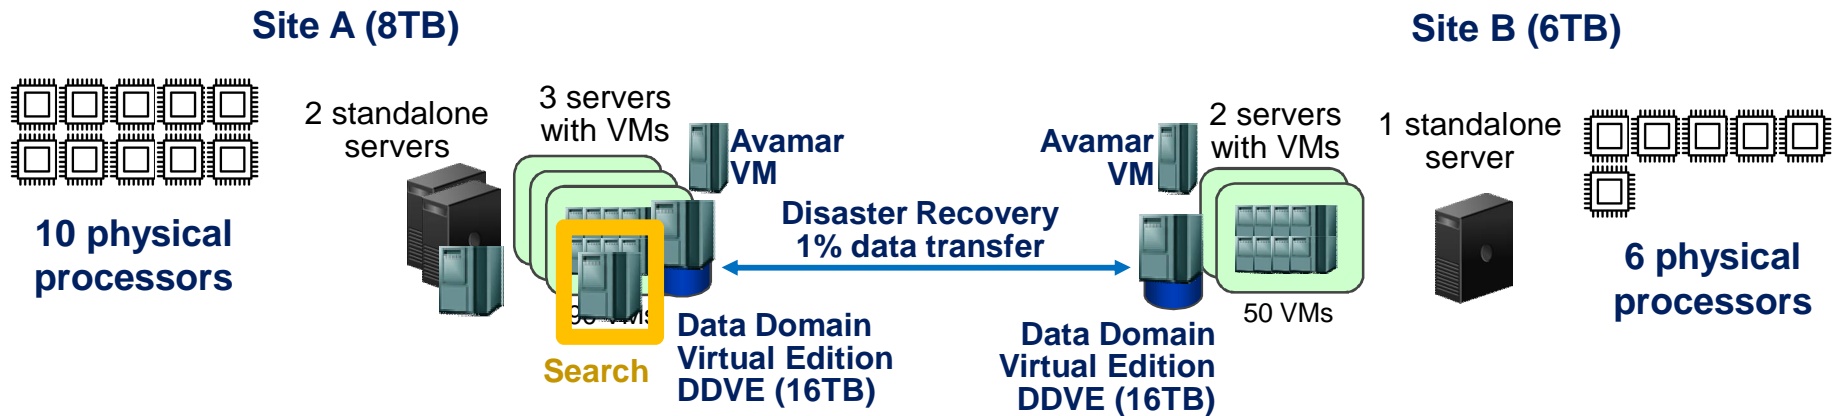 Site A (8TB)
Site B (6TB)
10 physical
processors
2 standalone
servers
3 servers
with VMs
Avamar
VM
Search
Data Domain
Virtual Edition
DDVE (16TB)
Disaster Recovery
1% data transfer
Avamar
VM
Data Domain
Virtual Edition
DDVE (16TB)
2 servers
with VMs
50 VMs
1 standalone
server
6 physical
processors